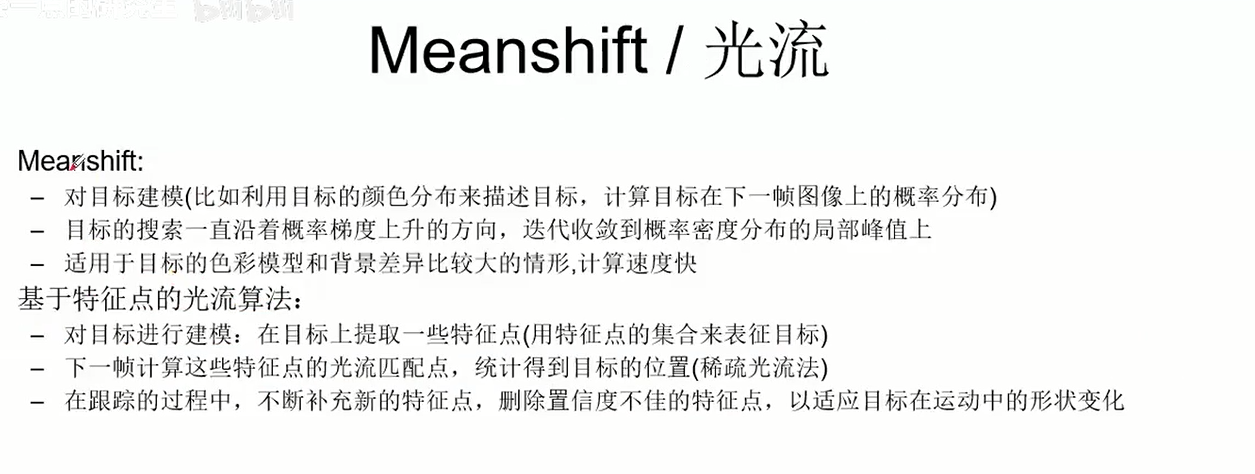 Meanshift / 光流
Meanshift:
– 对目标建模(比如利用目标的颜色分布来描述目标，计算目标在下一帧图像上的概率分布)
– 目标的搜索一直沿着概率梯度上升的方向，迭代收敛到概率密度分布的局部峰值上
– 适用于目标的色彩模型和背景差异比较大的情形,计算速度快
基于特征点的光流算法：
– 对目标进行建模：在目标上提取一些特征点(用特征点的集合来表征目标)
– 下一帧计算这些特征点的光流匹配点，统计得到目标的位置(稀疏光流法)
– 在跟踪的过程中，不断补充新的特征点，删除置信度不佳的特征点，以适应目标在运动中的形状变化